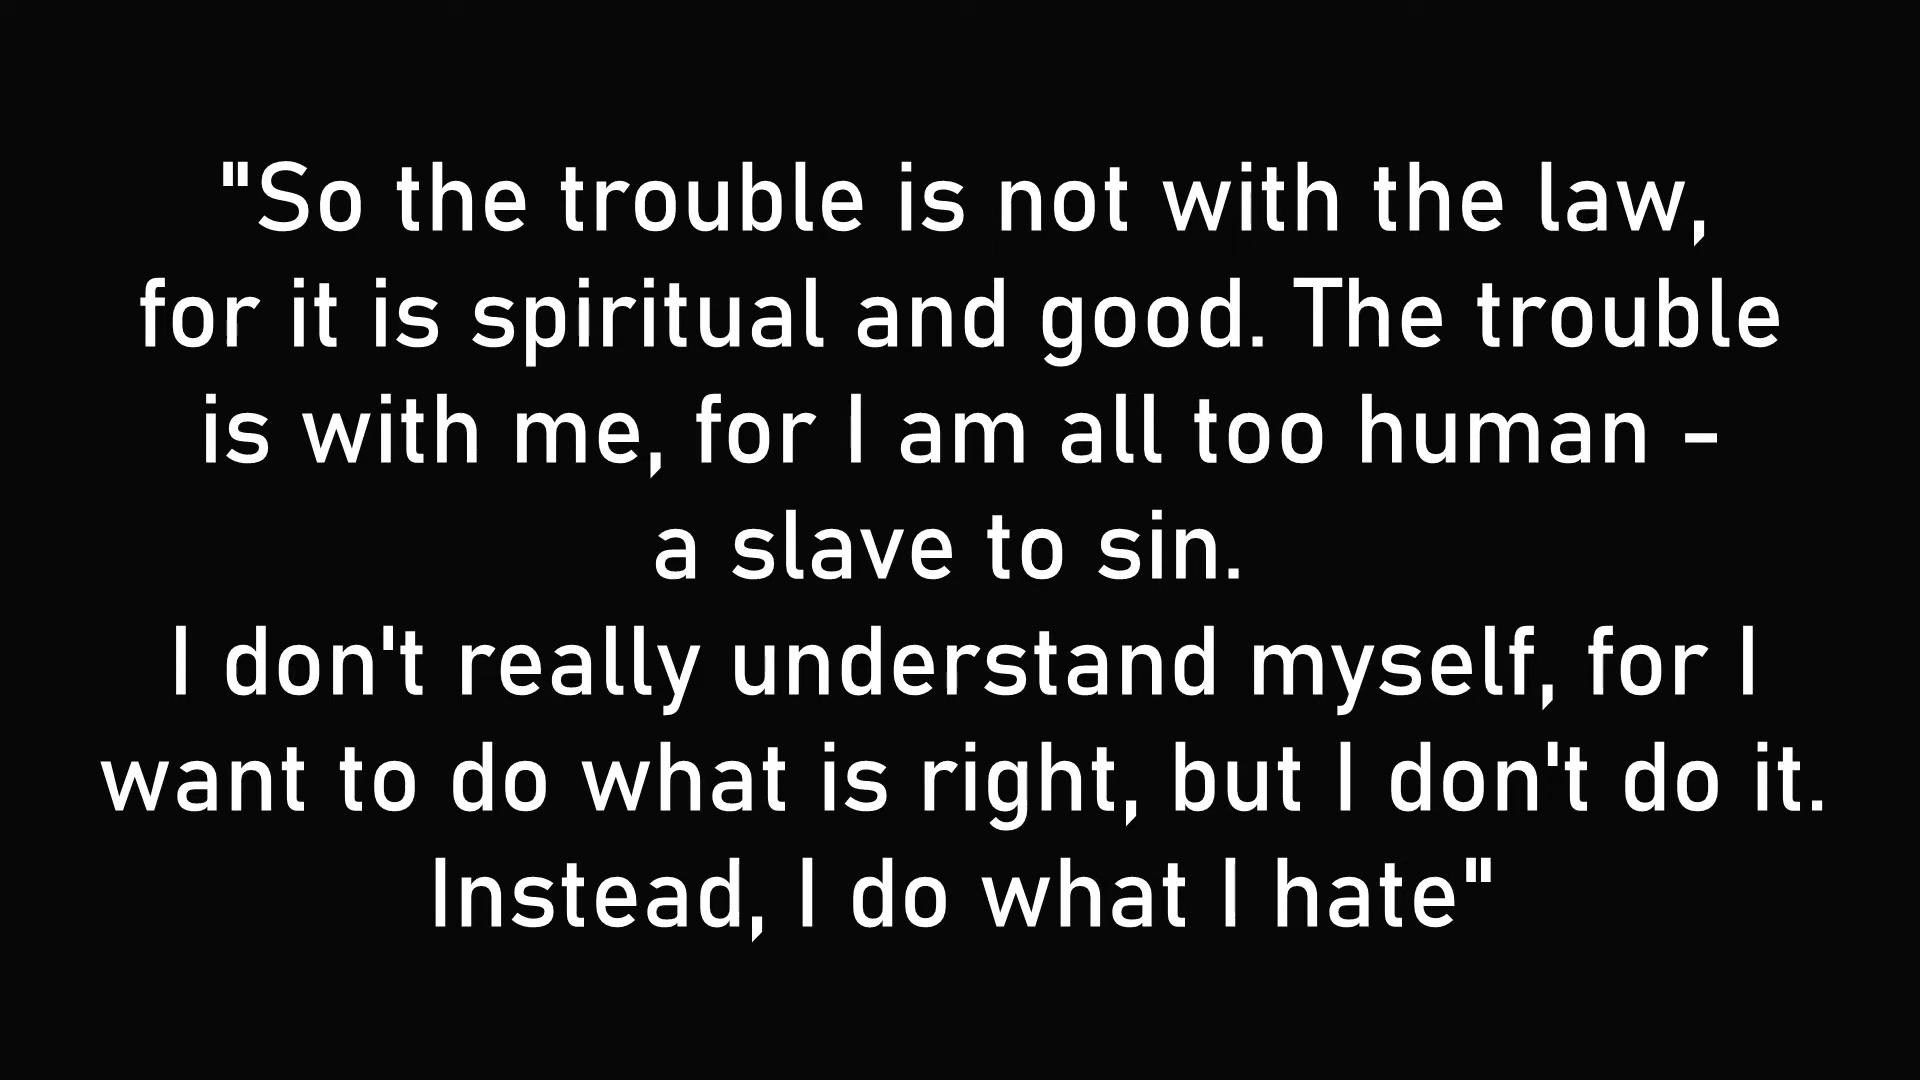 "So the trouble is not with the law,
for it is spiritual and good. The trouble
is with me, for I am all too human -
a slave to sin.
I don't really understand myself, for I
want to do what is right, but I don't do it.
Instead, I do what I hate"